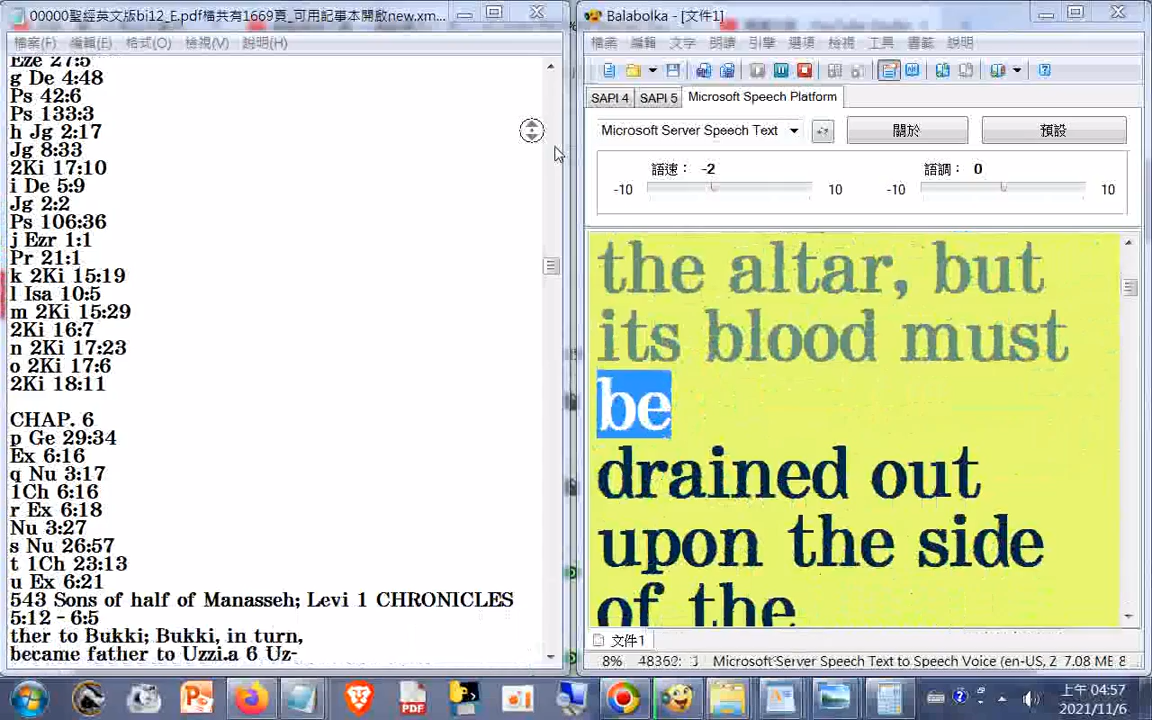 00000聖經英文版bi12_E.pdf檔共有1669頁_可用記事本開啟new.xm...
檔案(F) 編輯(E) 格式(O) 檢視(V) 說明(H)
Eze 27:5
g De 4:48
Ps 42:6
Ps 133:3
h Jg 2:17
Jg 8:33
2Ki 17:10
i De 5:9
Jg 2:2
Ps 106:36
j Ezr 1:1
Pr 21:1
k 2Ki 15:19
l Isa 10:5
m 2Ki 15:29
2Ki 16:7
n 2Ki 17:23
o 2Ki 17:6
2Ki 18:11
CHAP. 6
p Ge 29:34
Ex 6:16
q Nu 3:17
1Ch 6:16
r Ex 6:18
Nu 3:27
s Nu 26:57
t 1Ch 23:13
u Ex 6:21
543 Sons of half of Manasseh; Levi 1 CHRONICLES
5:12 - 6:5
ther to Bukki; Bukki, in turn,
became father to Uzzi.a 6 Uz-
Balabolka - [文件1]
檔案 編輯 文字 朗讀 引擎 選項 檢視 工具 書籤 說明
SAPI 4 SAPI 5 Microsoft Speech Platform
Microsoft Server Speech Text 關於 預設
語速： -2 語調： 0
-10 10 -10 10
the altar, but
its blood must
be
drained out
upon the side
of the
文件1
8% 48362: Microsoft Server Speech Text to Speech Voice (en-US, 2 7.08 MB 8
上午 04:57
2021/11/6